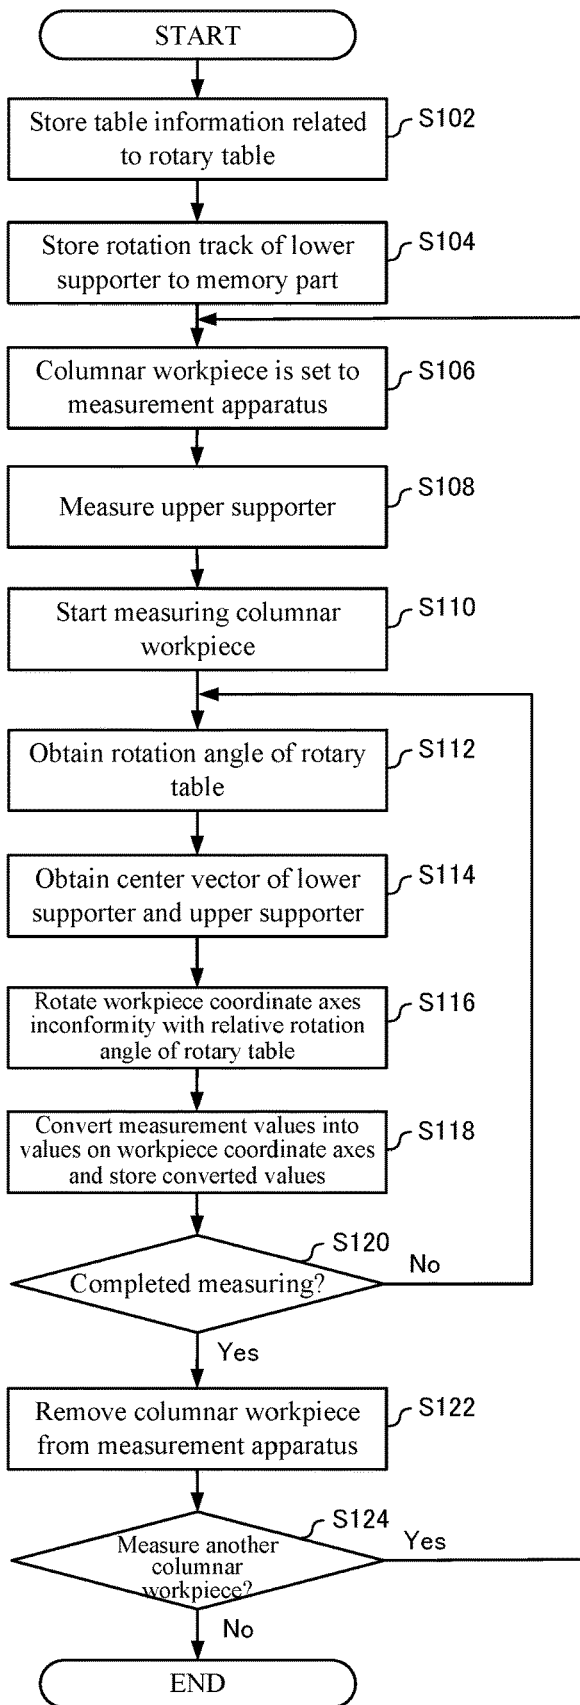 START
Store table information related
to rotary table
S102
Store rotation track of lower
supporter to memory part
S104
Columnar workpiece is set to
measurement apparatus
S106
Measure upper supporter
S108
Start measuring columnar
workpiece
S110
Obtain rotation angle of rotary
table
S112
Obtain center vector of lower
supporter and upper supporter
S114
Rotate workpiece coordinate axes
inconformity with relative rotation
angle of rotary table
S116
Convert measurement values into
values on workpiece coordinate axes
and store converted values
S118
S120
Completed measuring?
No
Yes
Remove columnar workpiece
from measurement apparatus
S122
S124
Measure another
columnar
workpiece?
Yes
No
END